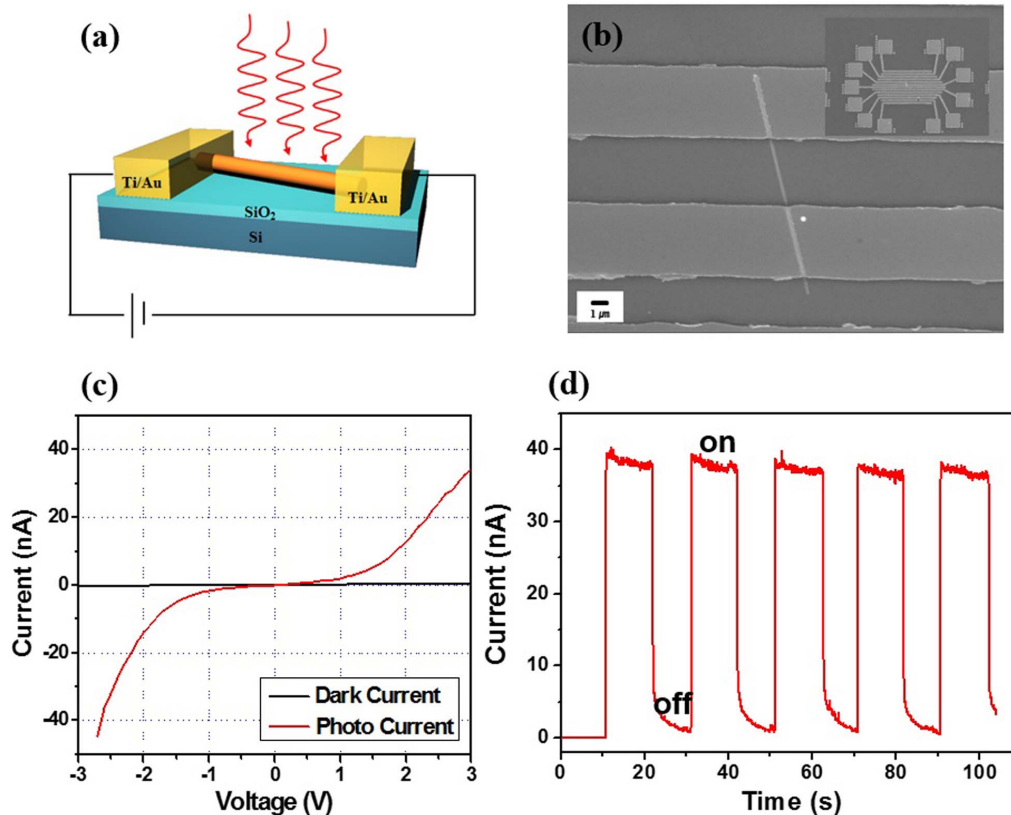 (a)
Ti/Au
Ti/Au
SiO₂
Si
(b)
1 μm
(c)
Current (nA)
40
20
0
-20
-40
Dark Current
Photo Current
-3
-2
-1
0
1
2
3
Voltage (V)
(d)
Current (nA)
40
30
20
10
0
on
off
0
20
40
60
80
100
Time (s)